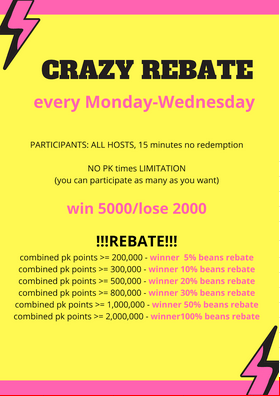 CRAZY REBATE
every Monday-Wednesday
PARTICIPANTS: ALL HOSTS, 15 minutes no redemption
NO PK times LIMITATION
(you can participate as many as you want)
win 5000/lose 2000
!!!REBATE!!!
combined pk points >= 200,000 - winner 5% beans rebate
combined pk points >= 300,000 - winner 10% beans rebate
combined pk points >= 500,000 - winner 20% beans rebate
combined pk points >= 800,000 - winner 30% beans rebate
combined pk points >= 1,000,000 - winner 50% beans rebate
combined pk points >= 2,000,000 - winner100% beans rebate